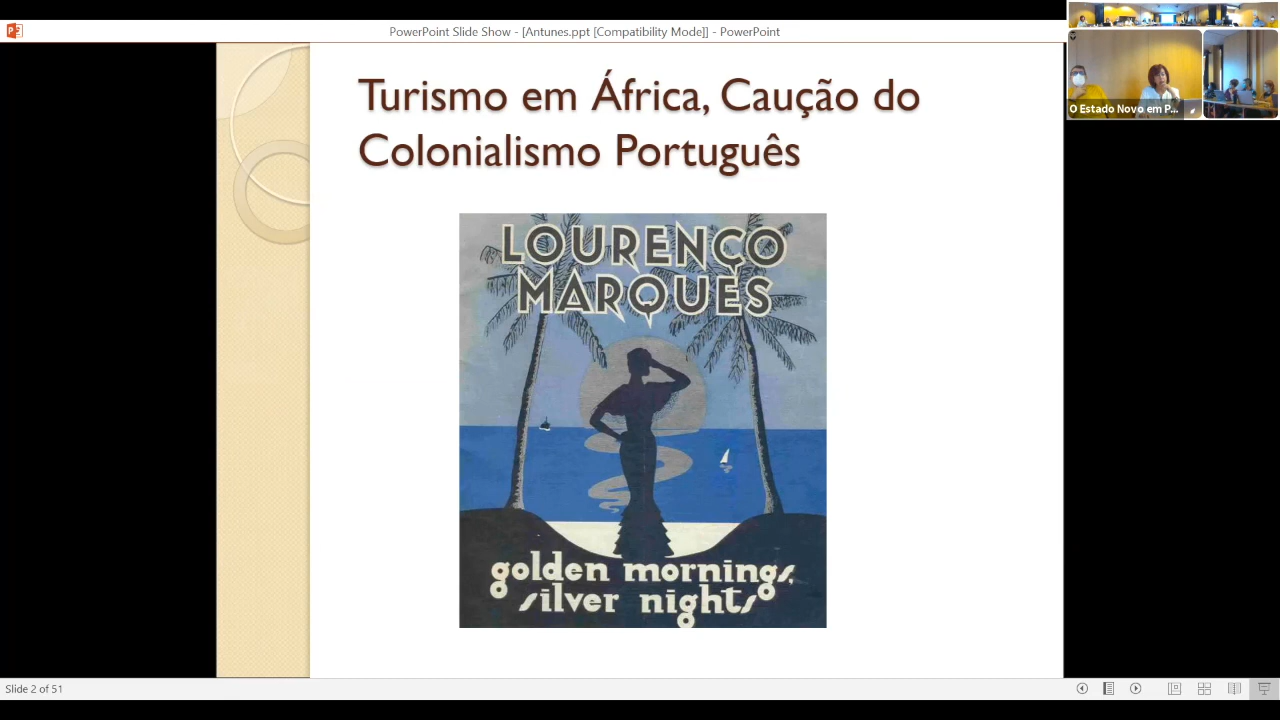 PowerPoint Slide Show - [Antunes.ppt [Compatibility Mode]] - PowerPoint
O Estado Novo em P...
Turismo em África, Caução do
Colonialismo Português
LOURENÇO
MARQUES
golden mornings,
silver nights
Slide 2 of 51